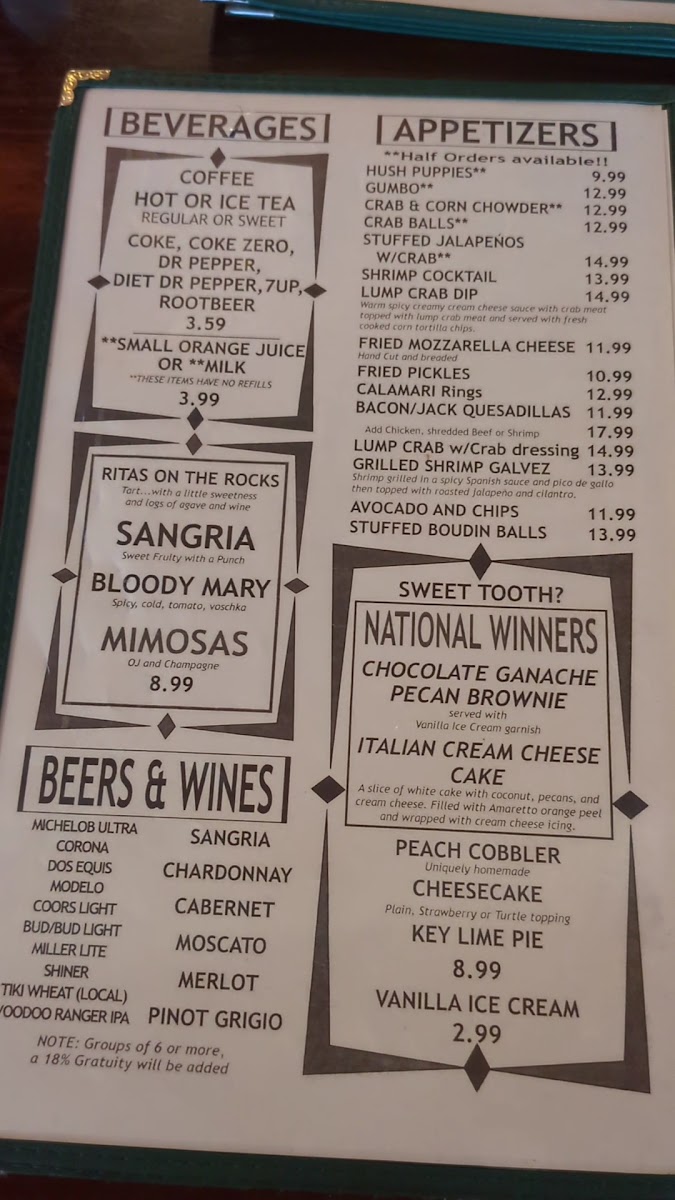 BEVERAGES
COFFEE
HOT OR ICE TEA
REGULAR OR SWEET
COKE, COKE ZERO,
DR PEPPER,
DIET DR PEPPER,7UP,
ROOTBEER
3.59
**SMALL ORANGE JUICE
OR **MILK
**THESE ITEMS HAVE NO REFILLS
3.99
RITAS ON THE ROCKS
Tart...with a little sweetness
and logs of agave and wine
SANGRIA
Sweet Fruity with a Punch
BLOODY MARY
Spicy, cold, tomato, voschka
MIMOSAS
OJ and Champagne
8.99
BEERS & WINES
MICHELOB ULTRA
CORONA
DOS EQUIS
MODELO
COORS LIGHT
BUD/BUD LIGHT
MILLER LITE
SHINER
TIKI WHEAT (LOCAL)
VOODOO RANGER IPA
SANGRIA
CHARDONNAY
CABERNET
MOSCATO
MERLOT
PINOT GRIGIO
NOTE: Groups of 6 or more,
a 18% Gratuity will be added
APPETIZERS
**Half Orders available!!
HUSH PUPPIES** 9.99
GUMBO** 12.99
CRAB & CORN CHOWDER** 12.99
CRAB BALLS** 12.99
STUFFED JALAPEÑOS
W/CRAB** 14.99
SHRIMP COCKTAIL 13.99
LUMP CRAB DIP 14.99
Warm spicy creamy cream cheese sauce with crab meat
topped with lump crab meat and served with fresh
cooked corn tortilla chips.
FRIED MOZZARELLA CHEESE 11.99
Hand Cut and breaded
FRIED PICKLES 10.99
CALAMARI Rings 12.99
BACON/JACK QUESADILLAS 11.99
Add Chicken, shredded Beef or Shrimp 17.99
LUMP CRAB w/Crab dressing 14.99
GRILLED SHRIMP GALVEZ 13.99
Shrimp grilled in a spicy Spanish sauce and pico de gallo
then topped with roasted jalapeño and cilantro.
AVOCADO AND CHIPS 11.99
STUFFED BOUDIN BALLS 13.99
SWEET TOOTH?
NATIONAL WINNERS
CHOCOLATE GANACHE
PECAN BROWNIE
served with
Vanilla Ice Cream garnish
ITALIAN CREAM CHEESE
CAKE
A slice of white cake with coconut, pecans, and
cream cheese. Filled with Amaretto orange peel
and wrapped with cream cheese icing.
PEACH COBBLER
Uniquely homemade
CHEESECAKE
Plain, Strawberry or Turtle topping
KEY LIME PIE
8.99
VANILLA ICE CREAM
2.99